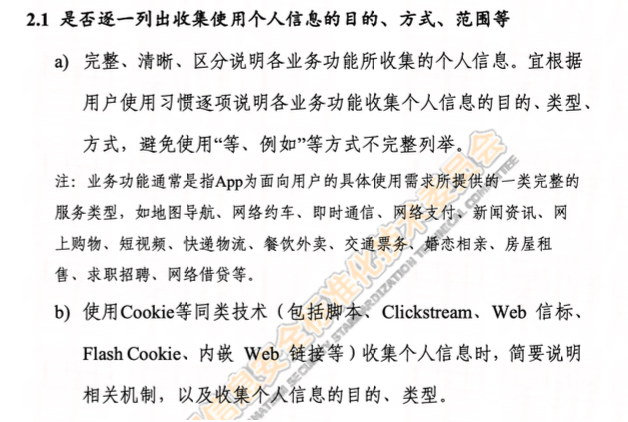 2.1 是否逐一列出收集使用个人信息的目的、方式、范围等
a) 完整、清晰、区分说明各业务功能所收集的个人信息。宜根据
用户使用习惯逐项说明各业务功能收集个人信息的目的、类型、
方式，避免使用“等、例如”等方式不完整列举。
注：业务功能通常是指App为面向用户的具体使用需求所提供的一类完整的
服务类型，如地图导航、网络约车、即时通信、网络支付、新闻资讯、网
上购物、短视频、快递物流、餐饮外卖、交通票务、婚恋相亲、房屋租
售、求职招聘、网络借贷等。
b) 使用Cookie等同类技术（包括脚本、Clickstream、Web 信标、
Flash Cookie、内嵌 Web 链接等）收集个人信息时，简要说明
相关机制，以及收集个人信息的目的、类型。
信息安全标准化技术委员会
SECURITY STANDARDIZATION TECHNICAL COMMITTEE